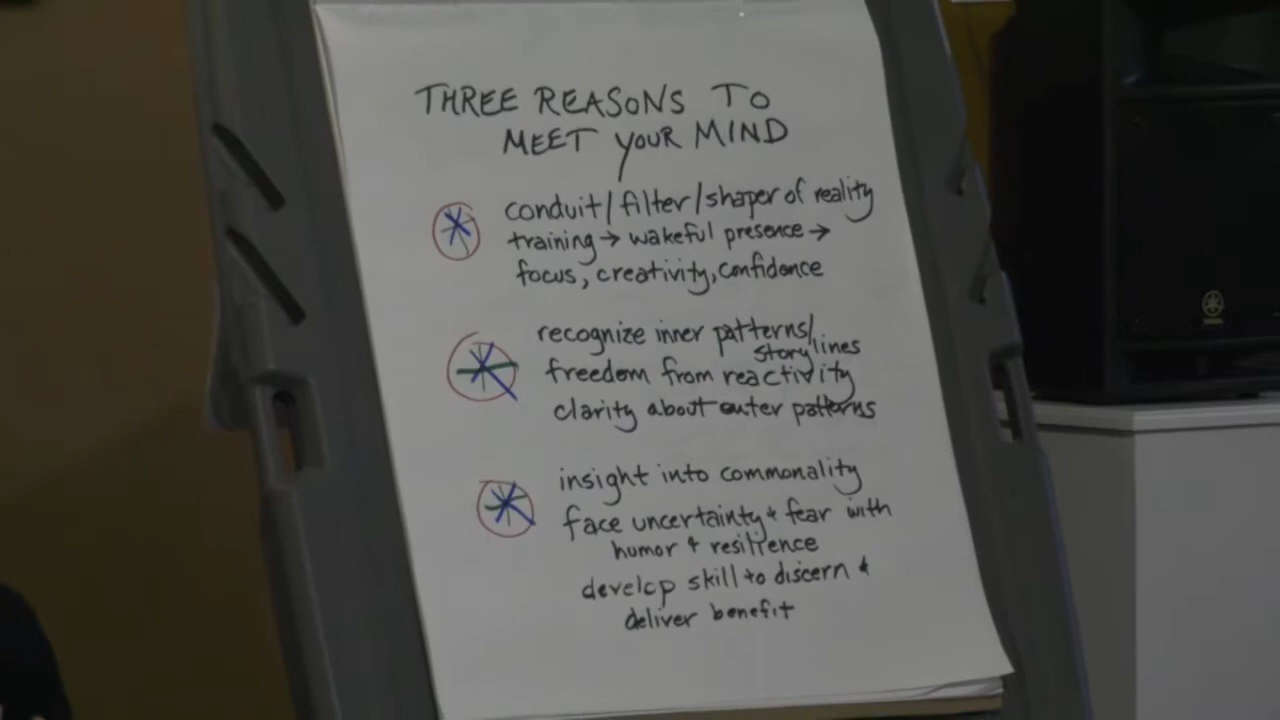 THREE REASONS TO
MEET YOUR MIND
conduit/filter/shaper of reality
training → wakeful presence →
focus, creativity, confidence
recognize inner patterns/
storylines
freedom from reactivity
clarity about outer patterns
insight into commonality
face uncertainty + fear with
humor + resilience
develop skill to discern +
deliver benefit